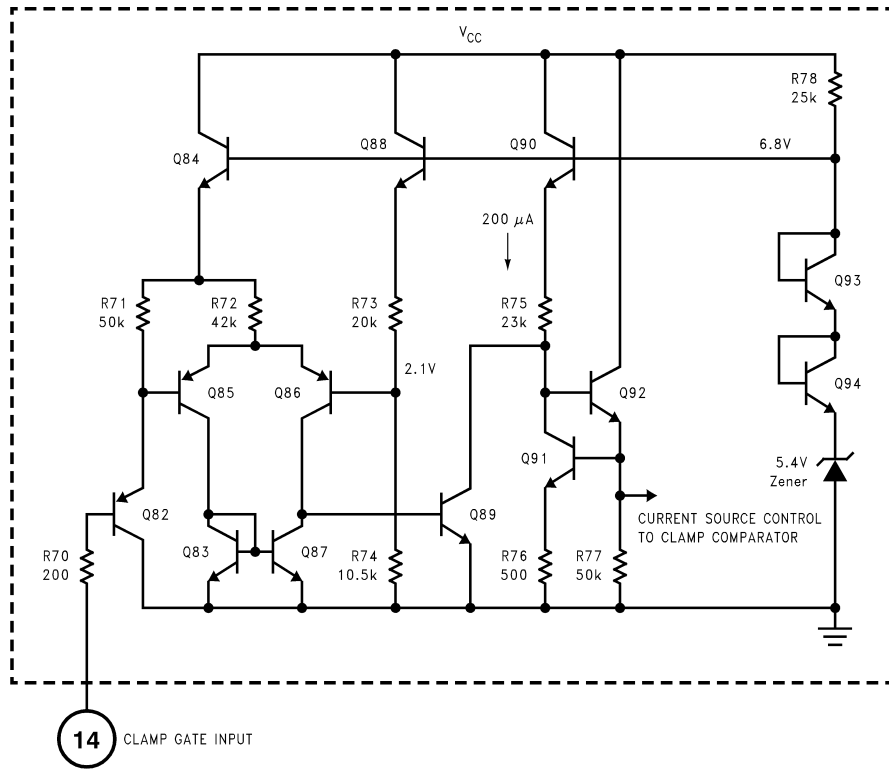 VCC
R78
25k
Q84
Q88
Q90
6.8V
200 μA
Q93
R71
50k
R72
42k
R73
20k
R75
23k
2.1V
Q94
Q85
Q86
Q92
Q91
5.4V
Zener
Q82
Q83
Q87
Q89
CURRENT SOURCE CONTROL
TO CLAMP COMPARATOR
R70
200
R74
10.5k
R76
500
R77
50k
14 CLAMP GATE INPUT